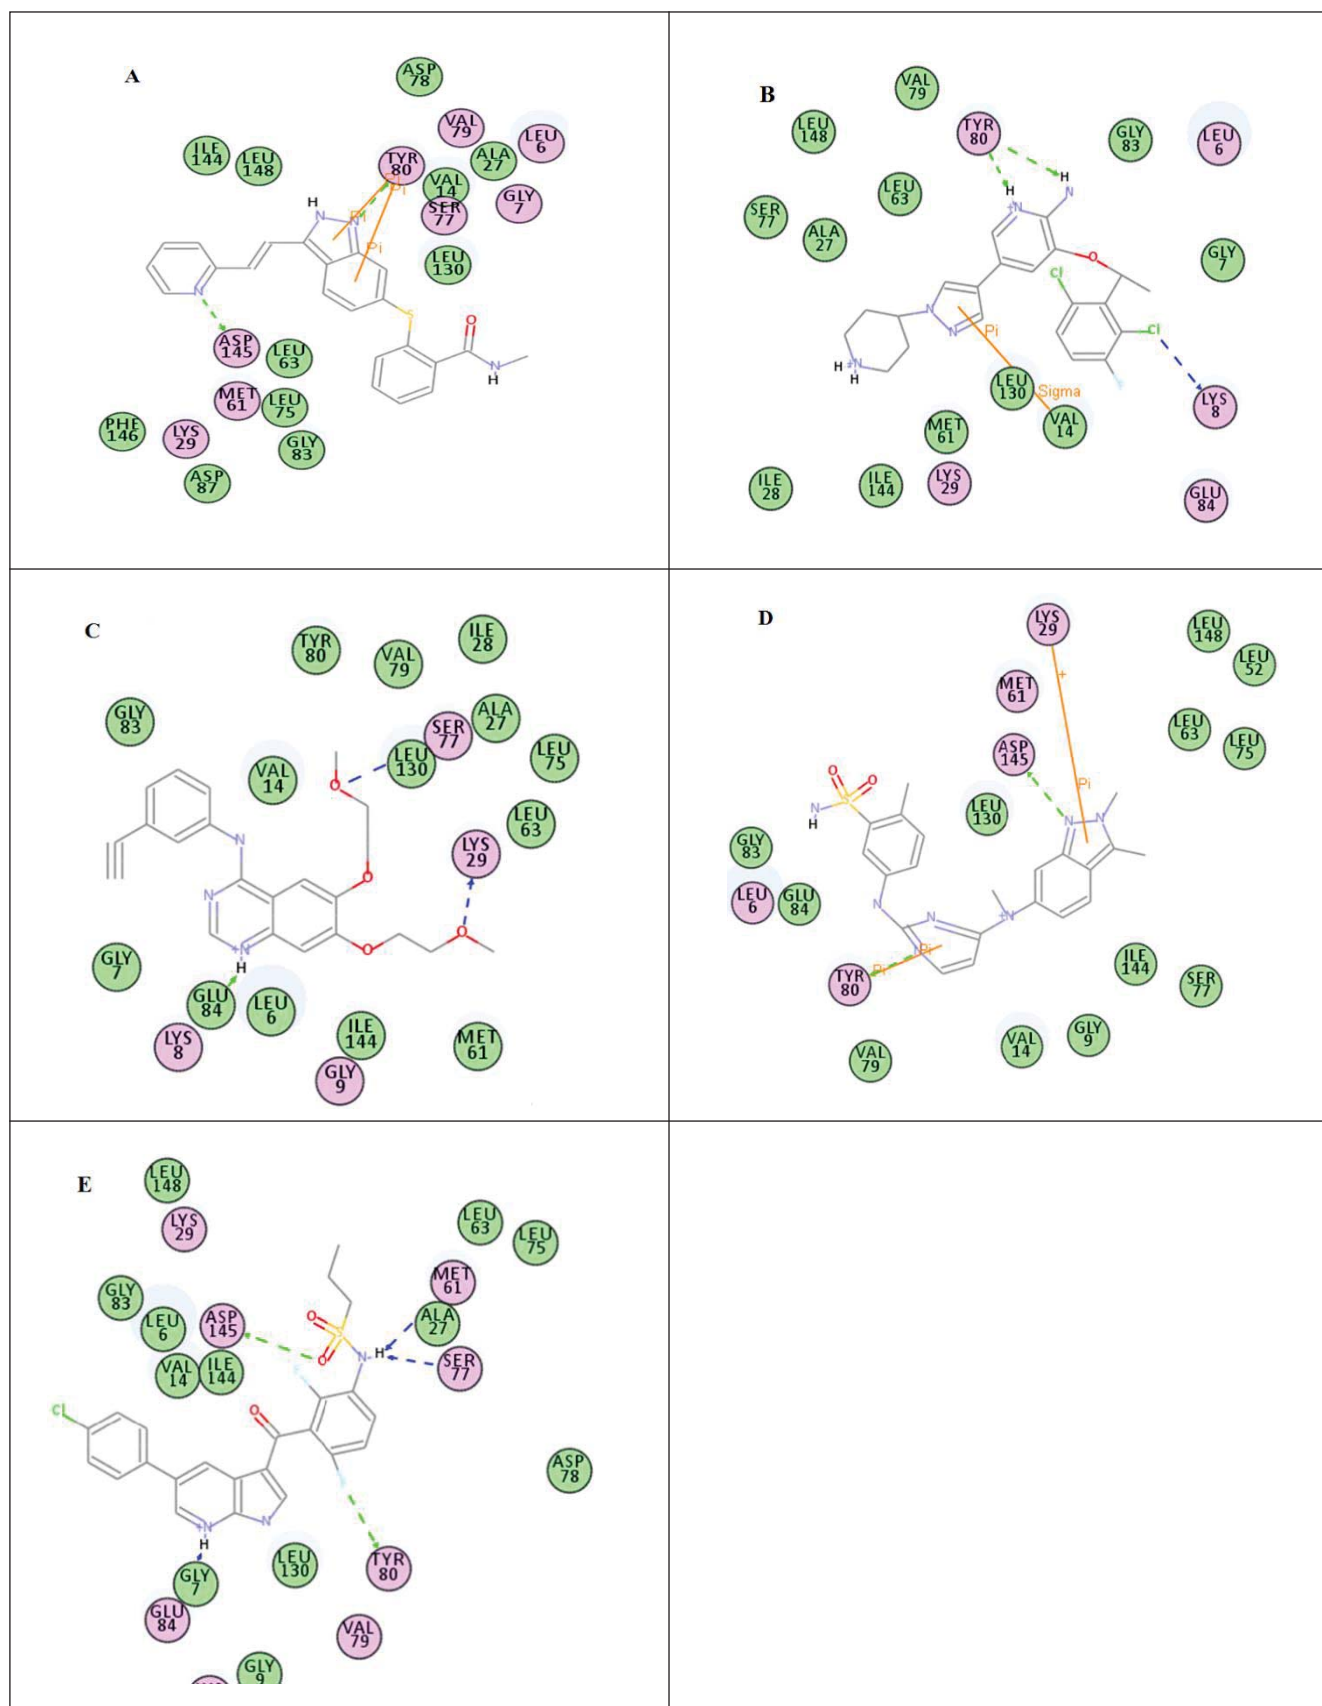 A
ASP
78
VAL
79
LEU
6
TYR
80
ALA
27
ILE
144
LEU
148
VAL
14
GLY
7
SER
77
Pi
Pi
Pi
H
N
N
LEU
130
N
S
O
N
H
ASP
145
LEU
63
MET
61
LEU
75
PHE
146
LYS
29
GLY
83
ASP
87
B
VAL
79
LEU
148
TYR
80
GLY
83
LEU
6
LEU
63
H
H
+N
N
SER
77
ALA
27
GLY
7
O
Cl
Cl
N
N
Pi
H
N
H
LEU
130
Sigma
VAL
14
LYS
8
MET
61
ILE
28
ILE
144
LYS
29
GLU
84
C
TYR
80
VAL
79
ILE
28
GLY
83
SER
77
ALA
27
LEU
130
LEU
75
VAL
14
O
LEU
63
N
LYS
29
O
N
O
+N
H
O
GLY
7
GLU
84
LEU
6
LYS
8
ILE
144
MET
61
GLY
9
D
LYS
29
LEU
148
LEU
52
MET
61
+
LEU
63
LEU
75
ASP
145
O
O
S
N
H
Pi
N
N
LEU
130
GLY
83
LEU
6
GLU
84
N
N
+N
N
Pi
Pi
TYR
80
ILE
144
SER
77
VAL
14
GLY
9
VAL
79
E
LEU
148
LYS
29
LEU
63
LEU
75
MET
61
GLY
83
LEU
6
ASP
145
ALA
27
O
S
O
N
H
SER
77
VAL
14
ILE
144
F
O
Cl
ASP
78
F
+N
H
N
LEU
130
TYR
80
GLY
7
GLU
84
VAL
79
GLY
9